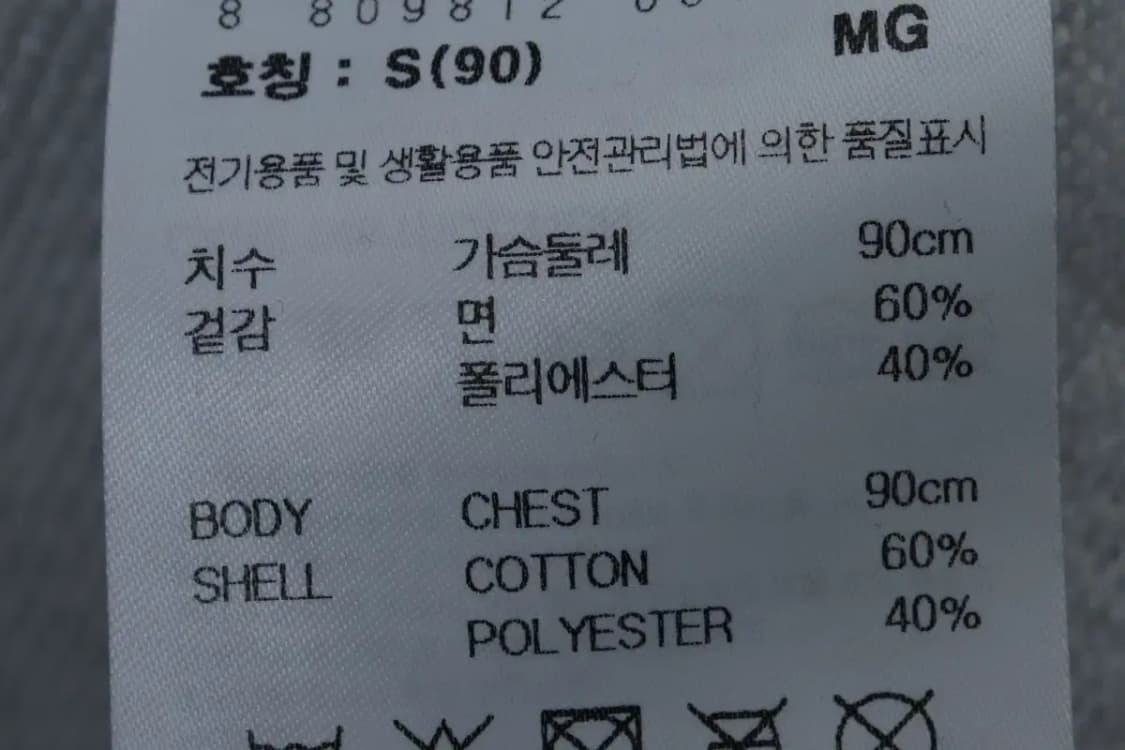 8 809812
호칭 : S(90) MG
전기용품 및 생활용품 안전관리법에 의한 품질표시
치수 가슴둘레 90cm
겉감 면 60%
폴리에스터 40%
BODY CHEST 90cm
SHELL COTTON 60%
POLYESTER 40%